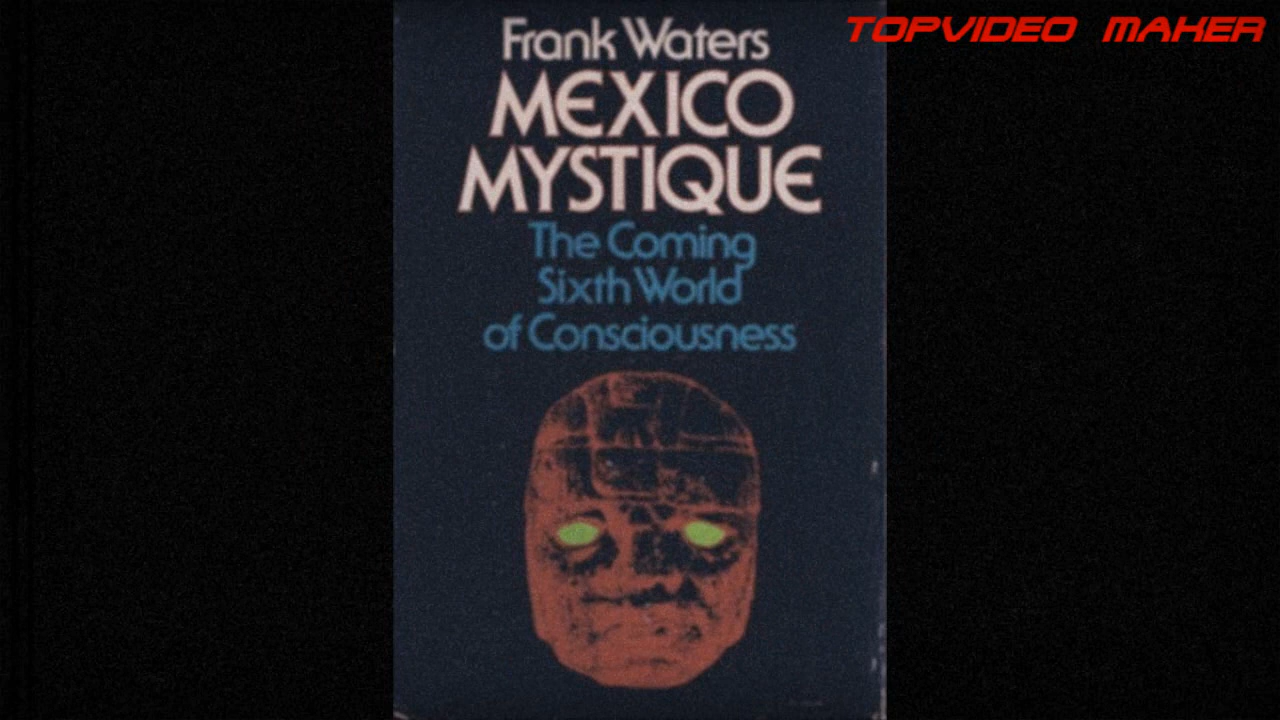 TOPVIDEO MAKER
Frank Waters
MEXICO
MYSTIQUE
The Coming
Sixth World
of Consciousness